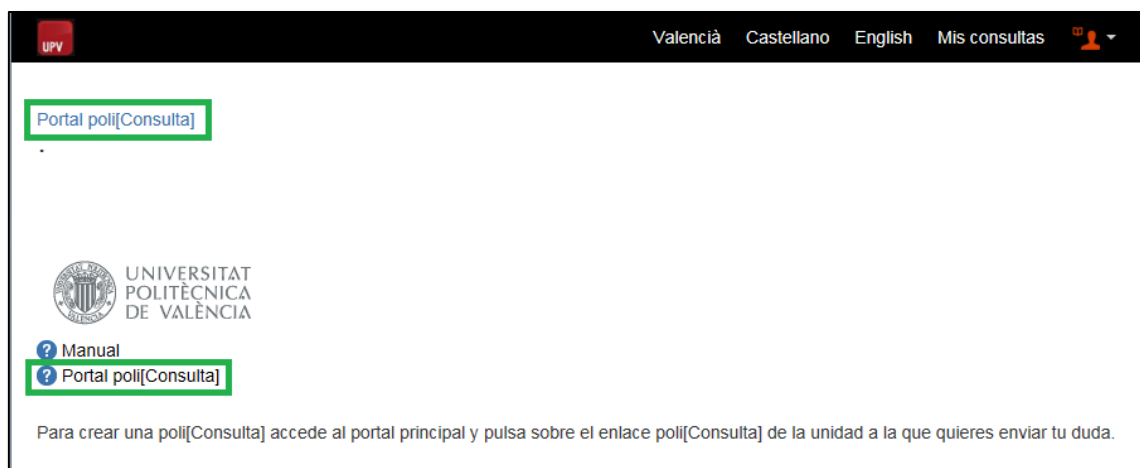 UPV
Valencià Castellano English Mis consultas
Portal poli[Consulta]
.
UNIVERSITAT
POLITÈCNICA
DE VALÈNCIA
Manual
Portal poli[Consulta]
Para crear una poli[Consulta] accede al portal principal y pulsa sobre el enlace poli[Consulta] de la unidad a la que quieres enviar tu duda.